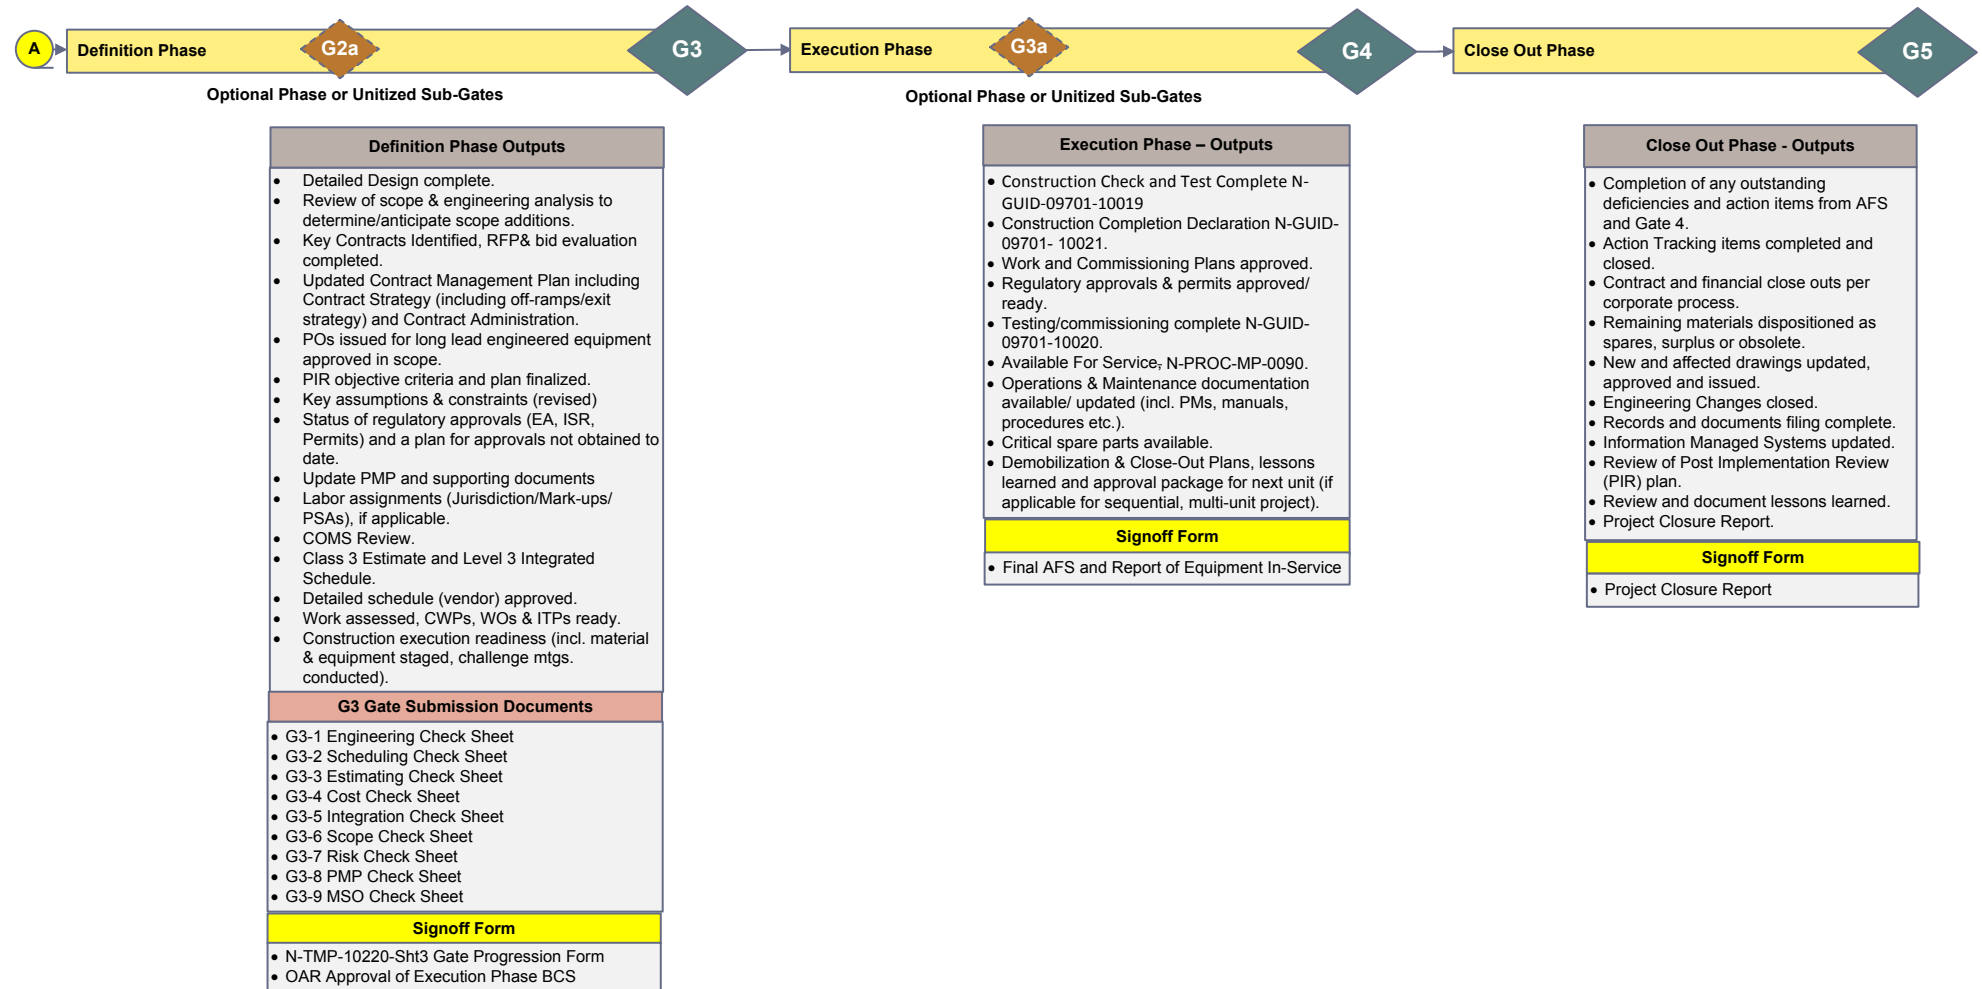 A
Definition Phase
G2a
G3
Execution Phase
G3a
G4
Close Out Phase
G5
Optional Phase or Unitized Sub-Gates
Optional Phase or Unitized Sub-Gates
Definition Phase Outputs
• Detailed Design complete.
• Review of scope & engineering analysis to
determine/anticipate scope additions.
• Key Contracts Identified, RFP& bid evaluation
completed.
• Updated Contract Management Plan including
Contract Strategy (including off-ramps/exit
strategy) and Contract Administration.
• POs issued for long lead engineered equipment
approved in scope.
• PIR objective criteria and plan finalized.
• Key assumptions & constraints (revised)
• Status of regulatory approvals (EA, ISR,
Permits) and a plan for approvals not obtained to
date.
• Update PMP and supporting documents
• Labor assignments (Jurisdiction/Mark-ups/
PSAs), if applicable.
• COMS Review.
• Class 3 Estimate and Level 3 Integrated
Schedule.
• Detailed schedule (vendor) approved.
• Work assessed, CWPs, WOs & ITPs ready.
• Construction execution readiness (incl. material
& equipment staged, challenge mtgs.
conducted).
G3 Gate Submission Documents
• G3-1 Engineering Check Sheet
• G3-2 Scheduling Check Sheet
• G3-3 Estimating Check Sheet
• G3-4 Cost Check Sheet
• G3-5 Integration Check Sheet
• G3-6 Scope Check Sheet
• G3-7 Risk Check Sheet
• G3-8 PMP Check Sheet
• G3-9 MSO Check Sheet
Signoff Form
• N-TMP-10220-Sht3 Gate Progression Form
• OAR Approval of Execution Phase BCS
Execution Phase – Outputs
• Construction Check and Test Complete N-
GUID-09701-10019
• Construction Completion Declaration N-GUID-
09701- 10021.
• Work and Commissioning Plans approved.
• Regulatory approvals & permits approved/
ready.
• Testing/commissioning complete N-GUID-
09701-10020.
• Available For Service, N-PROC-MP-0090.
• Operations & Maintenance documentation
available/ updated (incl. PMs, manuals,
procedures etc.).
• Critical spare parts available.
• Demobilization & Close-Out Plans, lessons
learned and approval package for next unit (if
applicable for sequential, multi-unit project).
Signoff Form
• Final AFS and Report of Equipment In-Service
Close Out Phase - Outputs
• Completion of any outstanding
deficiencies and action items from AFS
and Gate 4.
• Action Tracking items completed and
closed.
• Contract and financial close outs per
corporate process.
• Remaining materials dispositioned as
spares, surplus or obsolete.
• New and affected drawings updated,
approved and issued.
• Engineering Changes closed.
• Records and documents filing complete.
• Information Managed Systems updated.
• Review of Post Implementation Review
(PIR) plan.
• Review and document lessons learned.
• Project Closure Report.
Signoff Form
• Project Closure Report